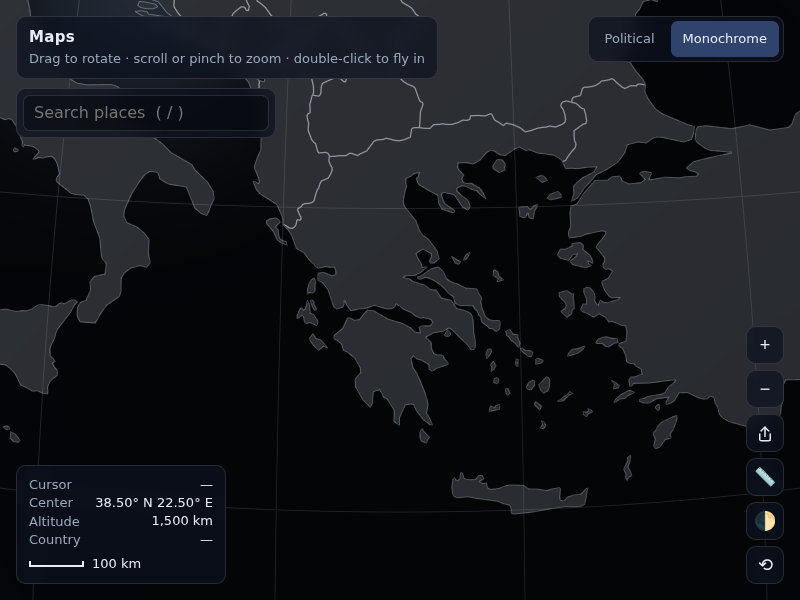 Maps
Drag to rotate · scroll or pinch to zoom · double-click to fly in
Political
Monochrome
Search places ( / )
+
−
Cursor —
Center 38.50° N 22.50° E
Altitude 1,500 km
Country —
100 km